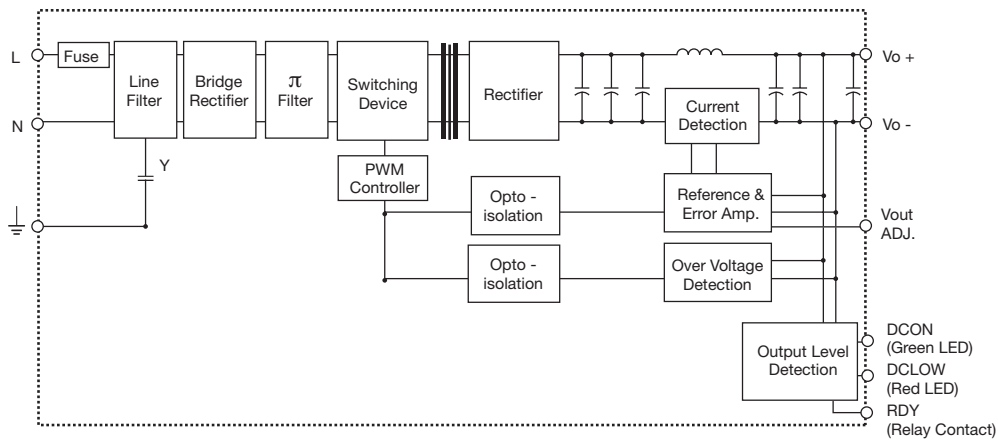 L
Fuse
Line
Filter
Bridge
Rectifier
π
Filter
Switching
Device
Rectifier
Current
Detection
Vo +
N
Vo -
Y
PWM
Controller
Opto -
isolation
Reference &
Error Amp.
Vout
ADJ.
Opto -
isolation
Over Voltage
Detection
Output Level
Detection
DCON
(Green LED)
DCLOW
(Red LED)
RDY
(Relay Contact)